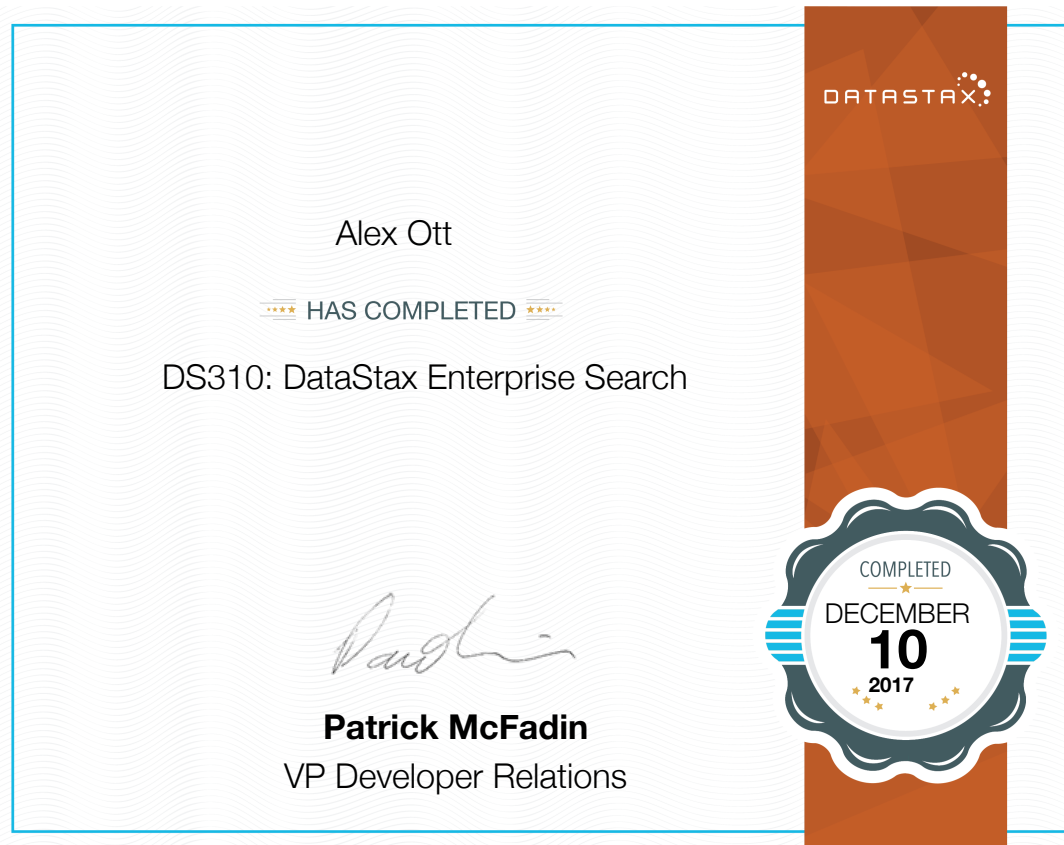 DATASTAX
Alex Ott
HAS COMPLETED
DS310: DataStax Enterprise Search
Patrick McFadin
VP Developer Relations
COMPLETED
DECEMBER
10
2017